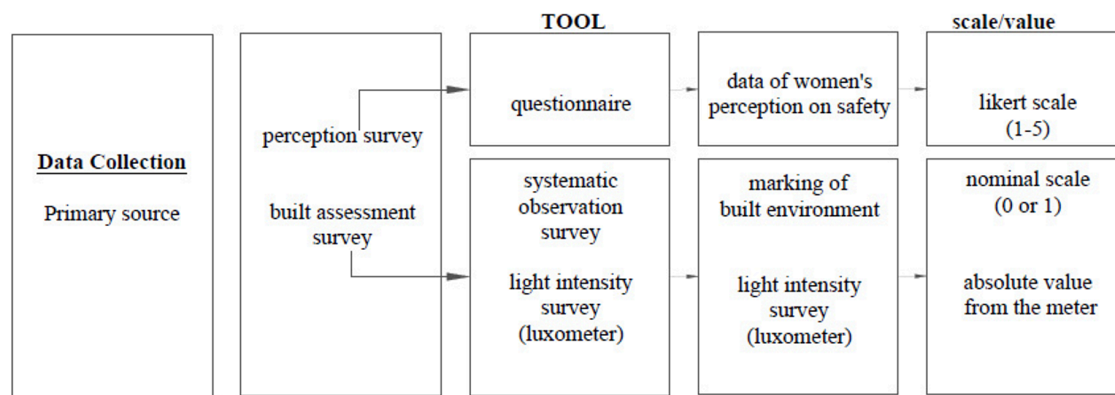 TOOL
scale/value
Data Collection
Primary source
perception survey
built assessment
survey
questionnaire
data of women's
perception on safety
likert scale
(1-5)
systematic
observation
survey
light intensity
survey
(luxometer)
marking of
built environment
light intensity
survey
(luxometer)
nominal scale
(0 or 1)
absolute value
from the meter